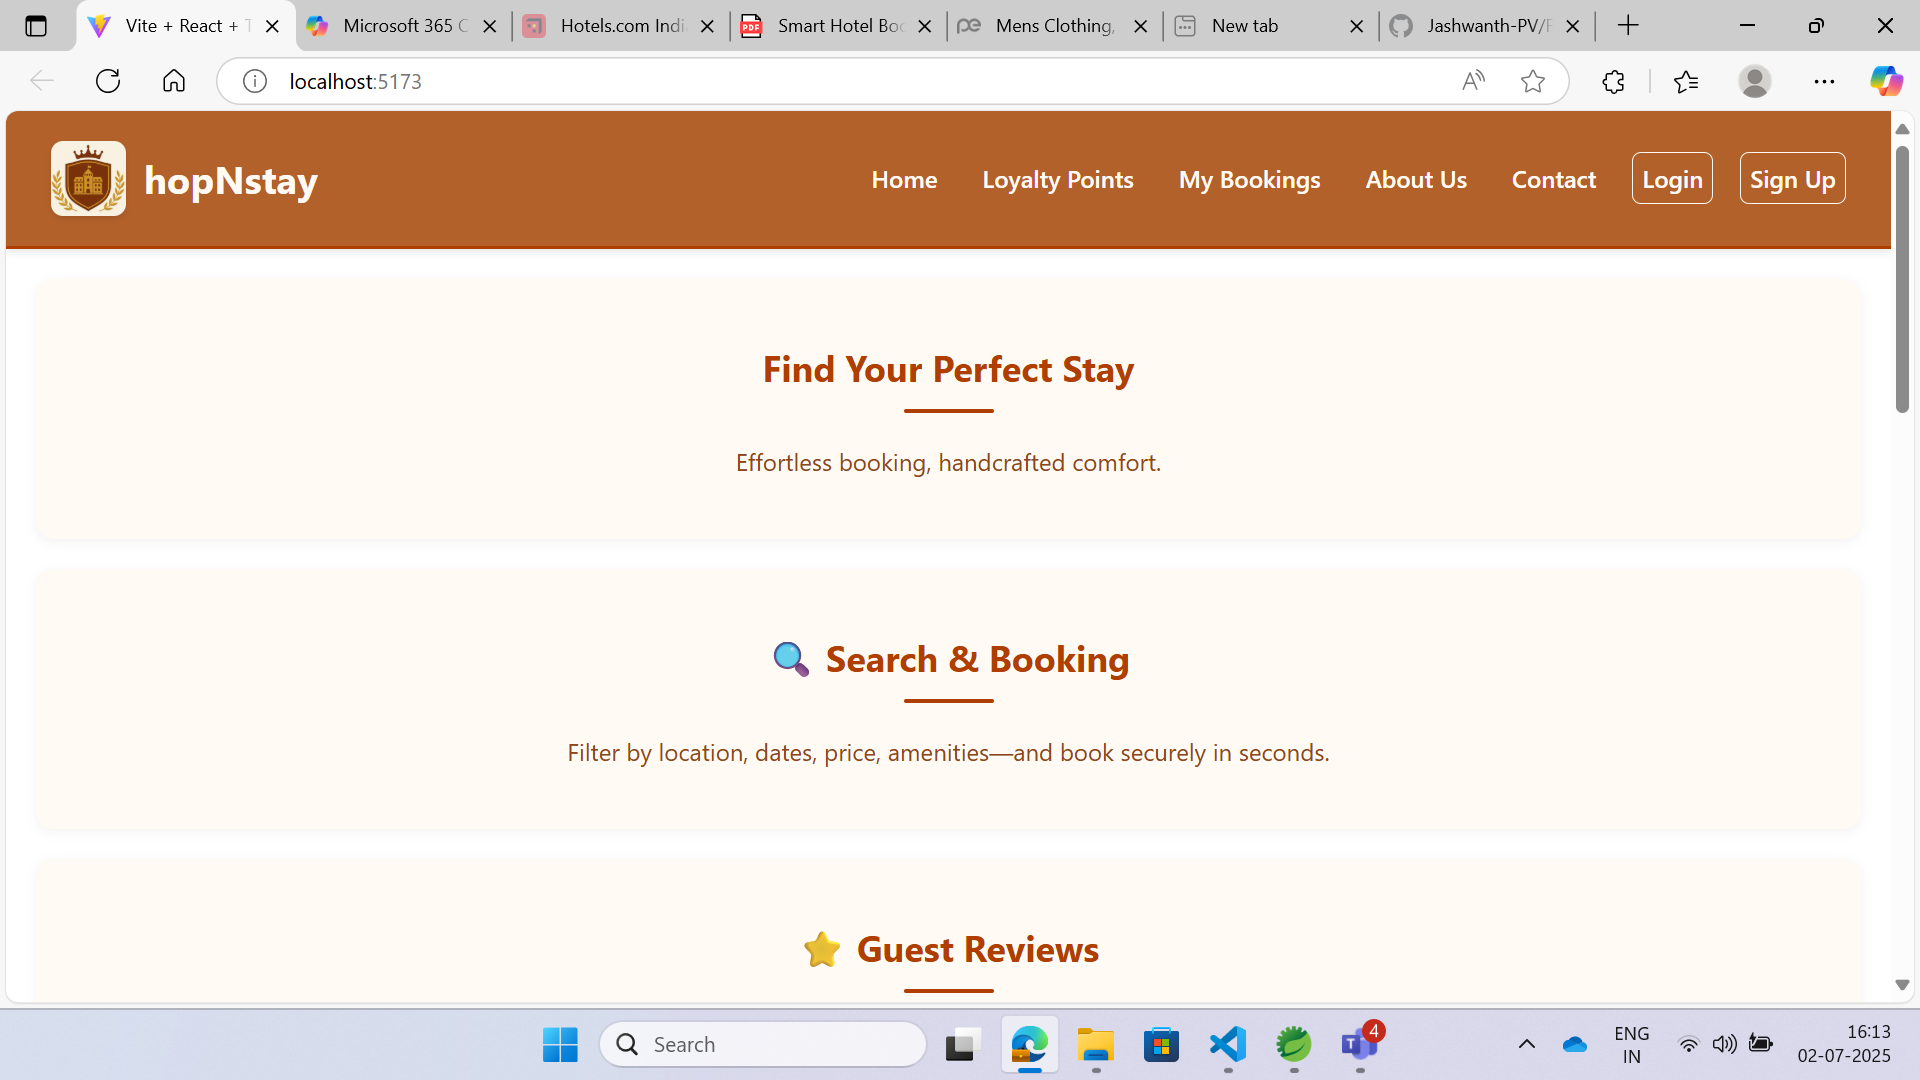 Vite + React + T
Microsoft 365 C
Hotels.com Indi
PDF
Smart Hotel Boo
pe
Mens Clothing,
New tab
Jashwanth-PV/F
localhost:5173
hopNstay
Home
Loyalty Points
My Bookings
About Us
Contact
Login
Sign Up
Find Your Perfect Stay
Effortless booking, handcrafted comfort.
Search & Booking
Filter by location, dates, price, amenities—and book securely in seconds.
Guest Reviews
Search
T
4
ENG
IN
16:13
02-07-2025